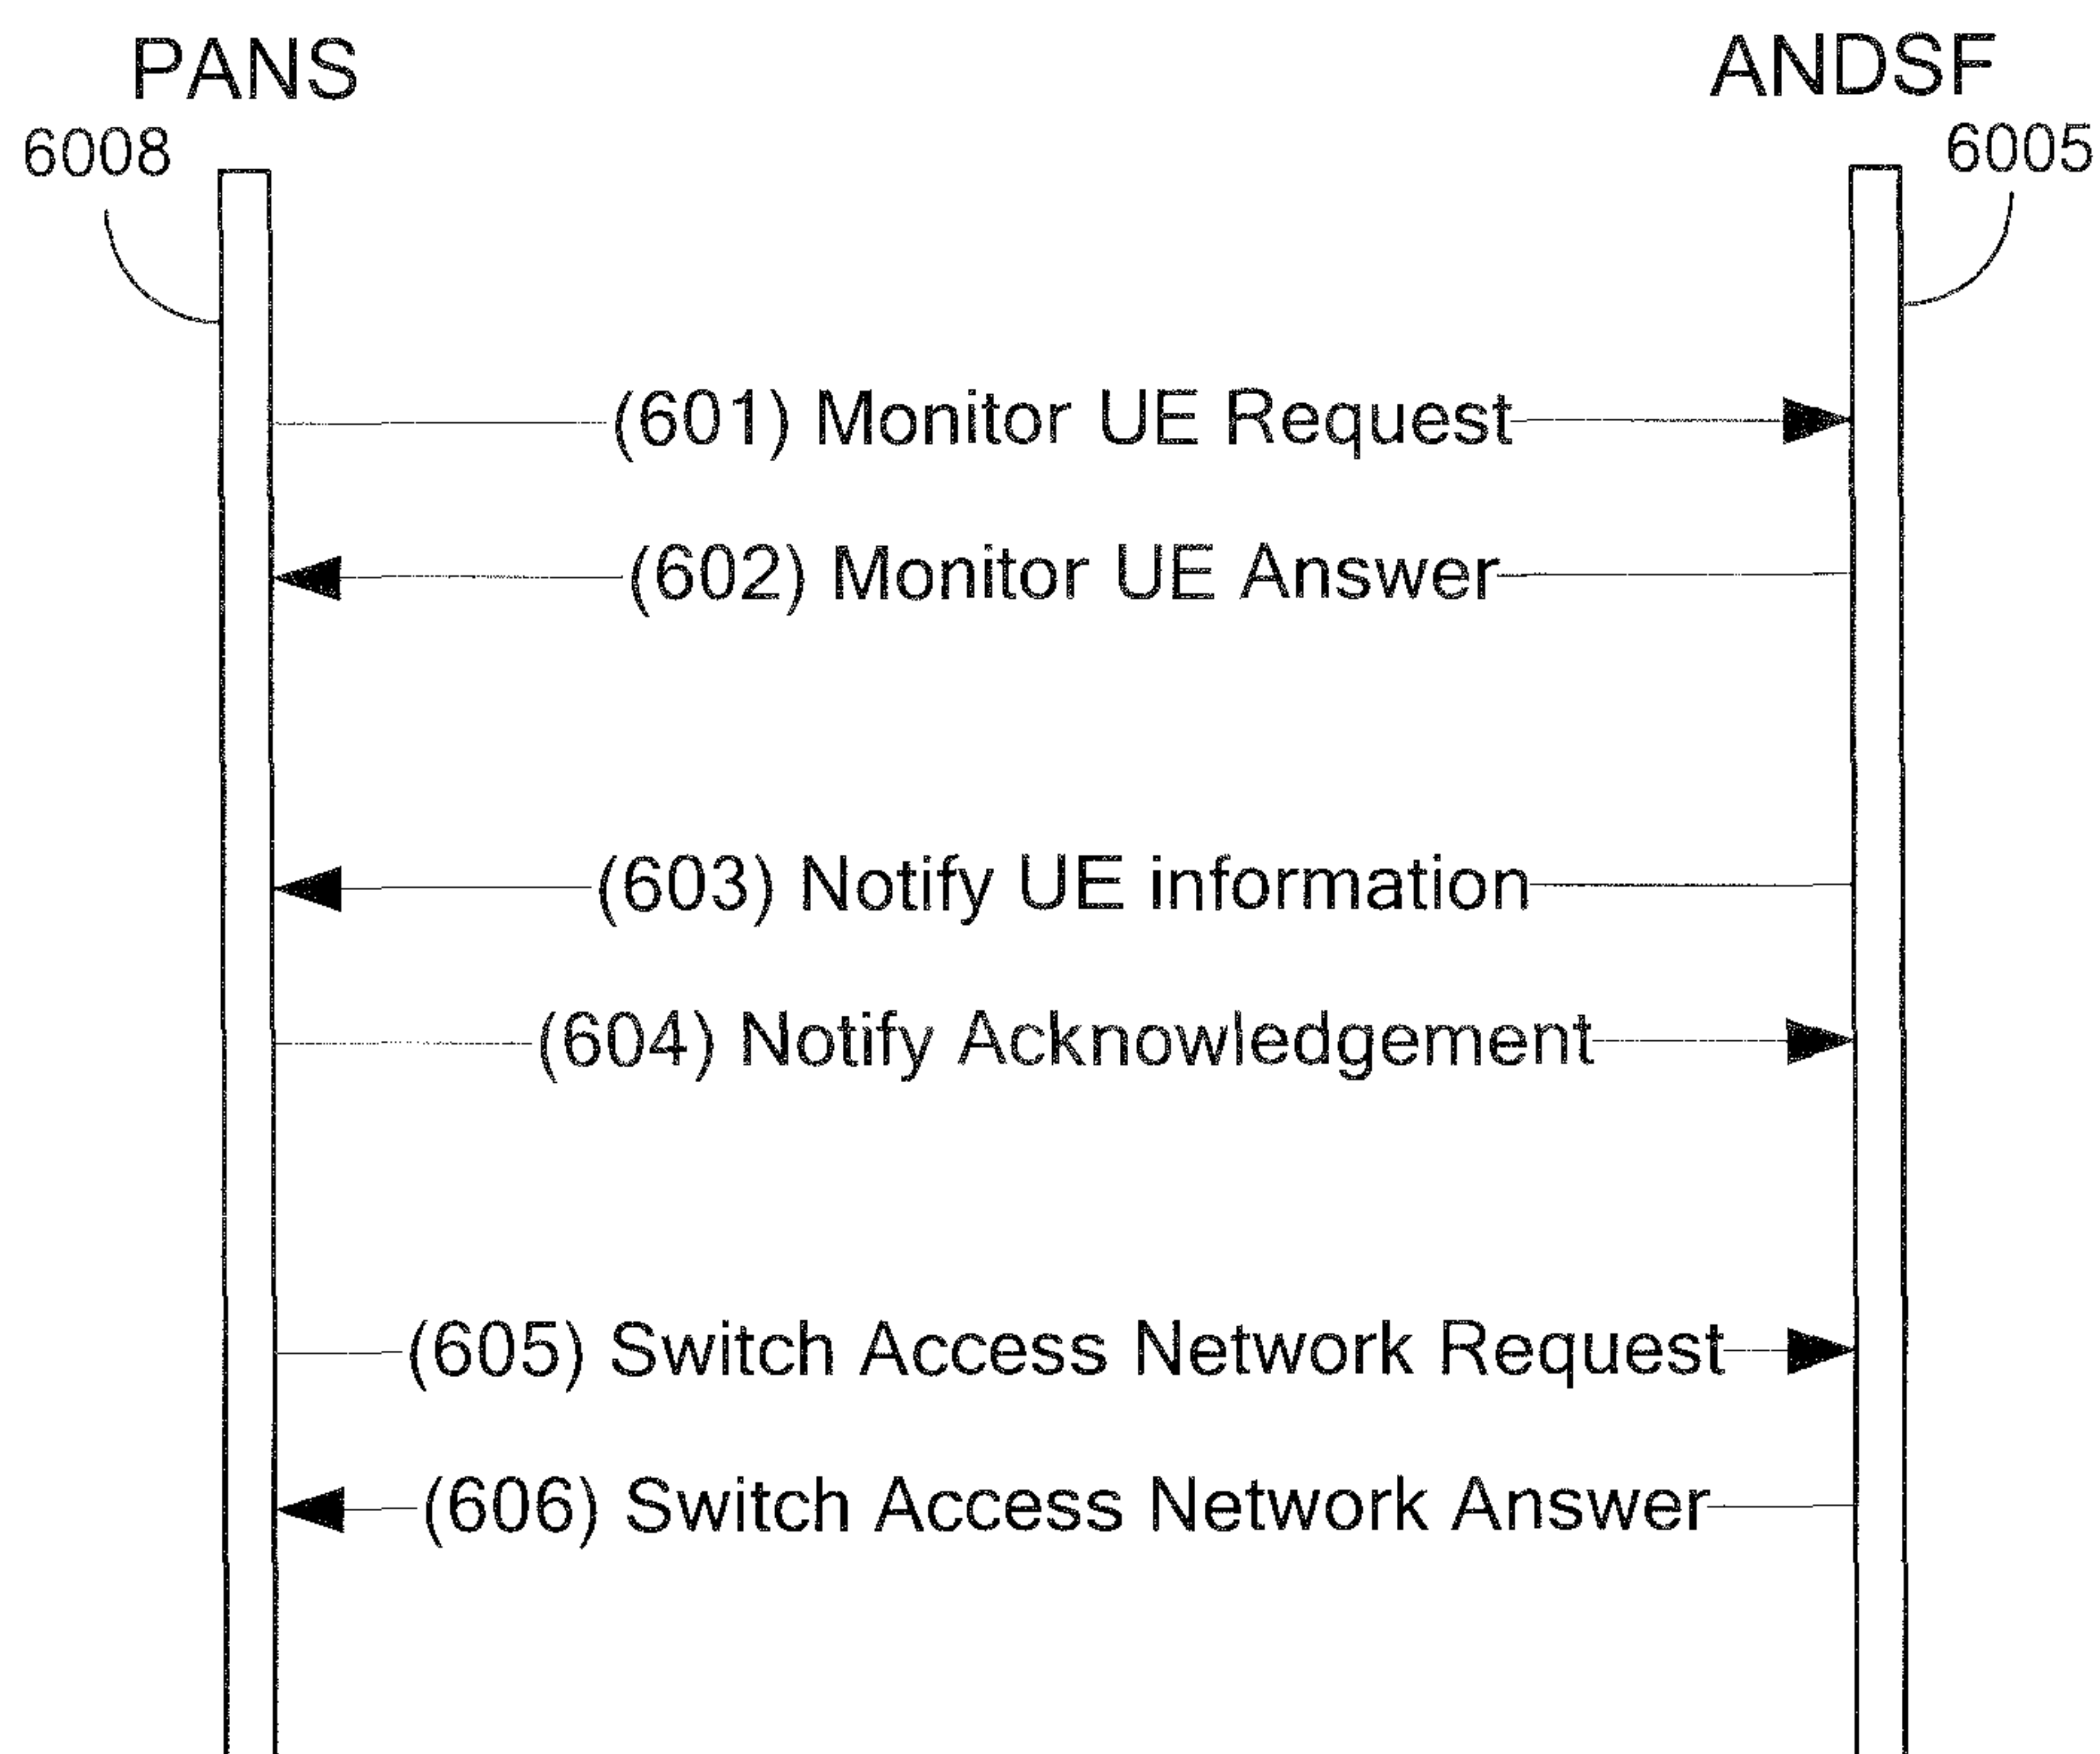 PANS
ANDSF
6008
6005
(601) Monitor UE Request
(602) Monitor UE Answer
(603) Notify UE information
(604) Notify Acknowledgement
(605) Switch Access Network Request
(606) Switch Access Network Answer